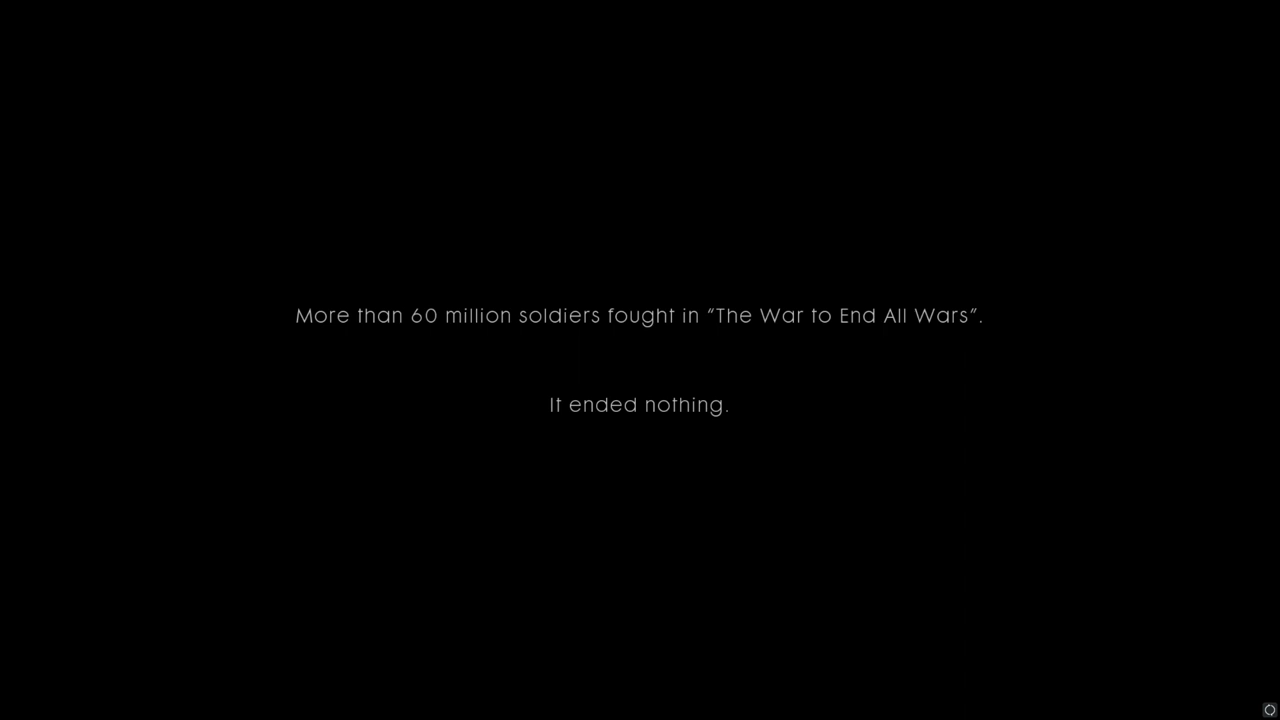 More than 60 million soldiers fought in “The War to End All Wars”.
It ended nothing.